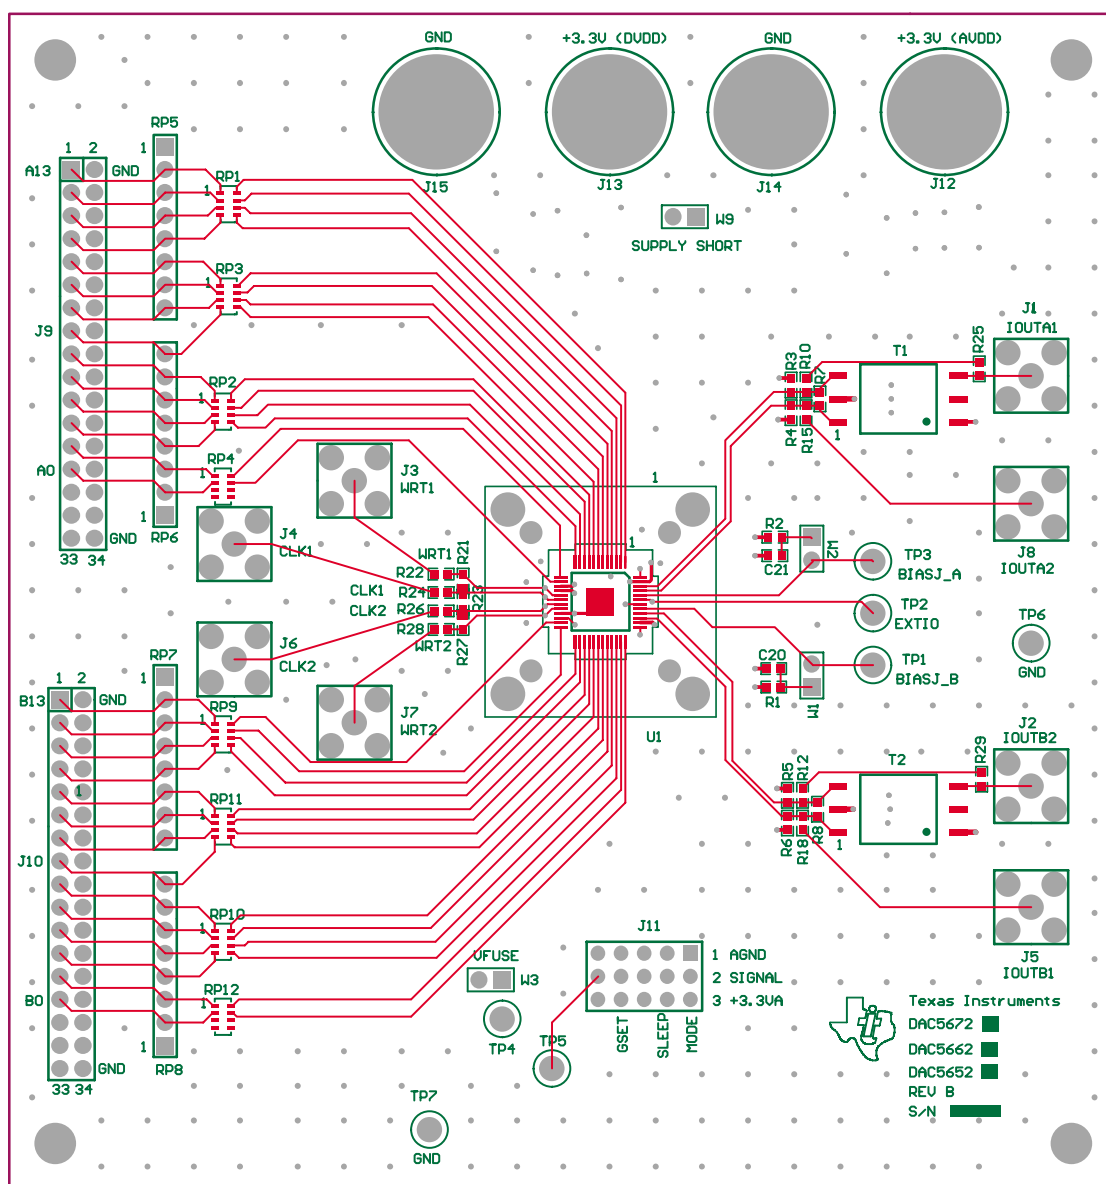 GND
+3.3V (DVDD)
GND
+3.3V (AVDD)
J15
J13
J14
J12
W9
SUPPLY SHORT
RP5
1
1 2
A13
GND
RP1
1
RP3
1
J9
RP2
1
RP4
1
A0
1
RP6
GND
33 34
J3
WRT1
J4
CLK1
WRT1
R21
R22
CLK1
R24
R23
CLK2
R26
R28
WRT2
R27
J6
CLK2
J7
WRT2
1
1
U1
R3
R10
R7
T1
R25
J1
IOUTA1
R4
R15
1
J8
IOUTA2
R2
C21
W2
TP3
BIASJ_A
TP2
EXTIO
TP6
GND
C20
R1
W1
TP1
BIASJ_B
J2
IOUTB2
R5
R12
T2
R29
R6
R18
R8
1
J5
IOUTB1
RP7
1
1 2
B13
GND
RP9
1
1
RP11
1
J10
RP10
1
RP12
1
B0
1
RP8
GND
33 34
VFUSE
W3
TP4
TP5
TP7
GND
J11
1 AGND
2 SIGNAL
3 +3.3VA
GSET
SLEEP
MODE
Texas Instruments
DAC5672
DAC5662
DAC5652
REV B
S/N